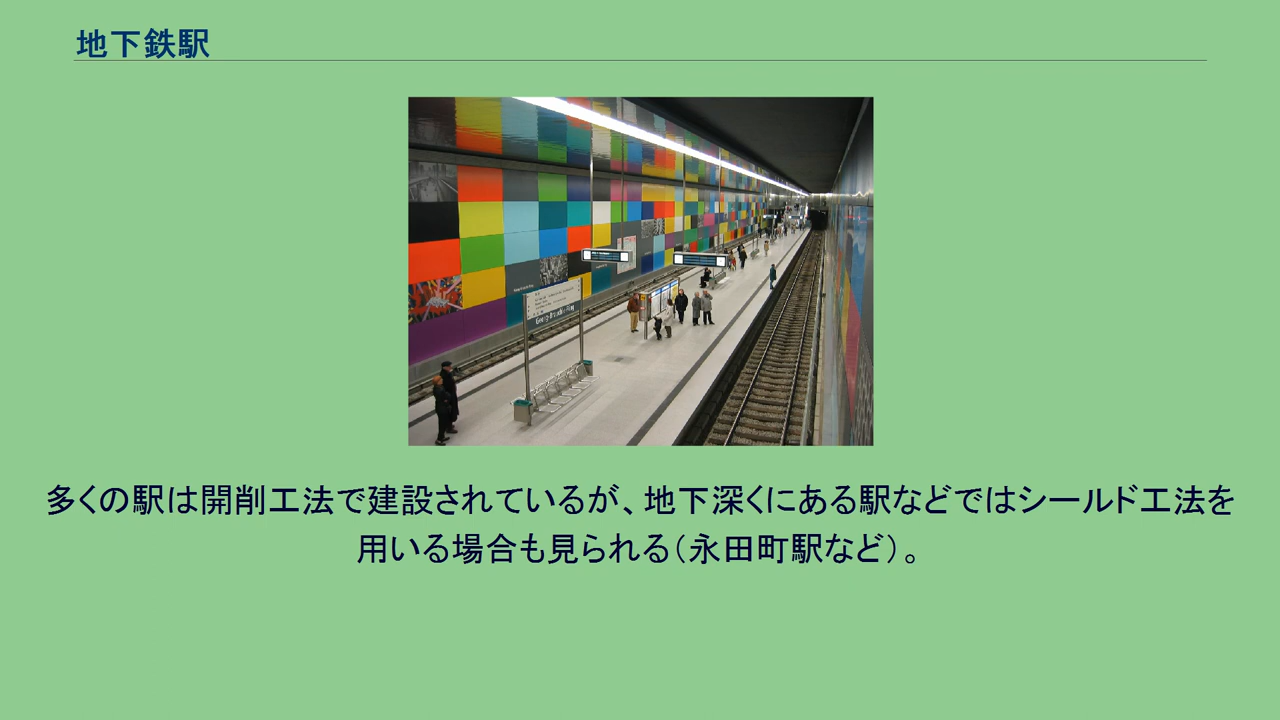 地下鉄駅
多くの駅は開削工法で建設されているが、地下深くにある駅などではシールド工法を
用いる場合も見られる（永田町駅など）。